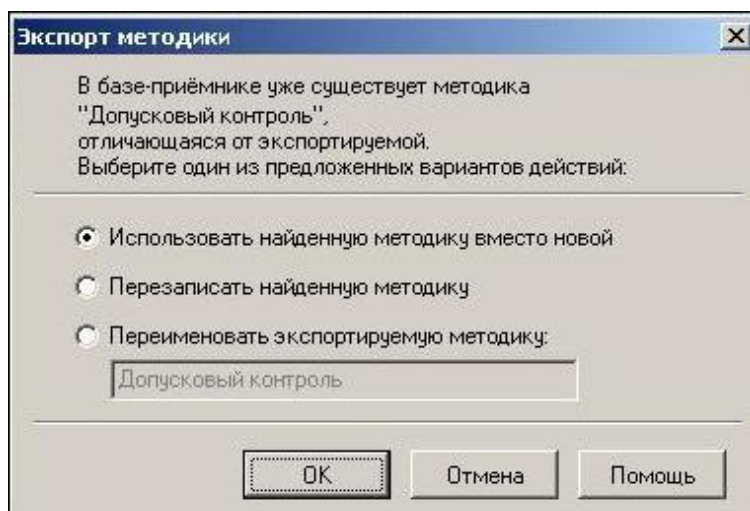 Экспорт методики
В базе-приёмнике уже существует методика
"Допусковый контроль",
отличающаяся от экспортируемой.
Выберите один из предложенных вариантов действий:
Использовать найденную методику вместо новой
Перезаписать найденную методику
Переименовать экспортируемую методику:
Допусковый контроль
OK
Отмена
Помощь